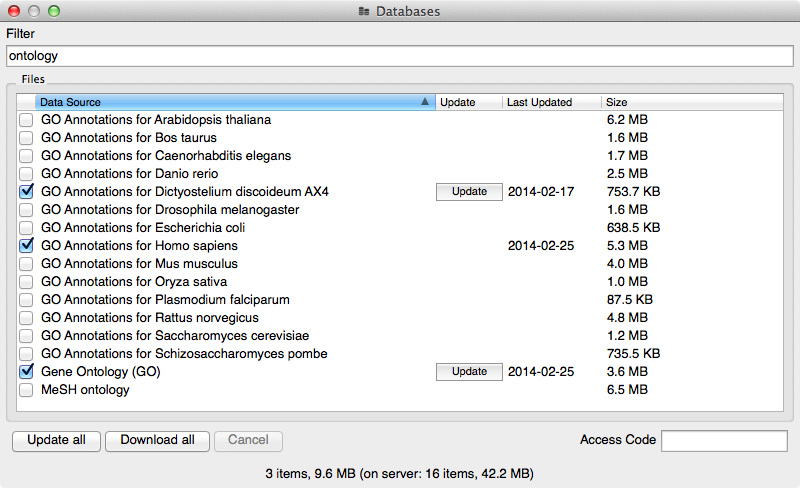 Databases
Filter
ontology
Files
Data Source Update Last Updated Size
GO Annotations for Arabidopsis thaliana 6.2 MB
GO Annotations for Bos taurus 1.6 MB
GO Annotations for Caenorhabditis elegans 1.7 MB
GO Annotations for Danio rerio 2.5 MB
GO Annotations for Dictyostelium discoideum AX4 Update 2014-02-17 753.7 KB
GO Annotations for Drosophila melanogaster 1.6 MB
GO Annotations for Escherichia coli 638.5 KB
GO Annotations for Homo sapiens 2014-02-25 5.3 MB
GO Annotations for Mus musculus 4.0 MB
GO Annotations for Oryza sativa 1.0 MB
GO Annotations for Plasmodium falciparum 87.5 KB
GO Annotations for Rattus norvegicus 4.8 MB
GO Annotations for Saccharomyces cerevisiae 1.2 MB
GO Annotations for Schizosaccharomyces pombe 735.5 KB
Gene Ontology (GO) Update 2014-02-25 3.6 MB
MeSH ontology 6.5 MB
Update all Download all Cancel Access Code
3 items, 9.6 MB (on server: 16 items, 42.2 MB)